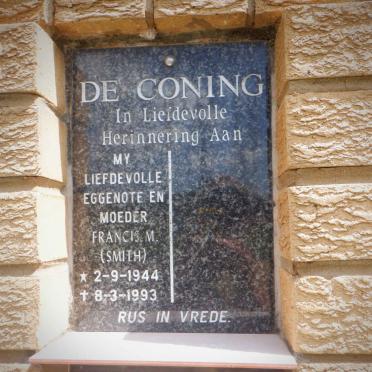 DE CONING
In Liefdevolle
Herinnering Aan
MY
LIEFDEVOLLE
EGGENOTE EN
MOEDER
FRANCIS. M.
(SMITH)
★ 2-9-1944
✝ 8-3-1993
RUS IN VREDE.